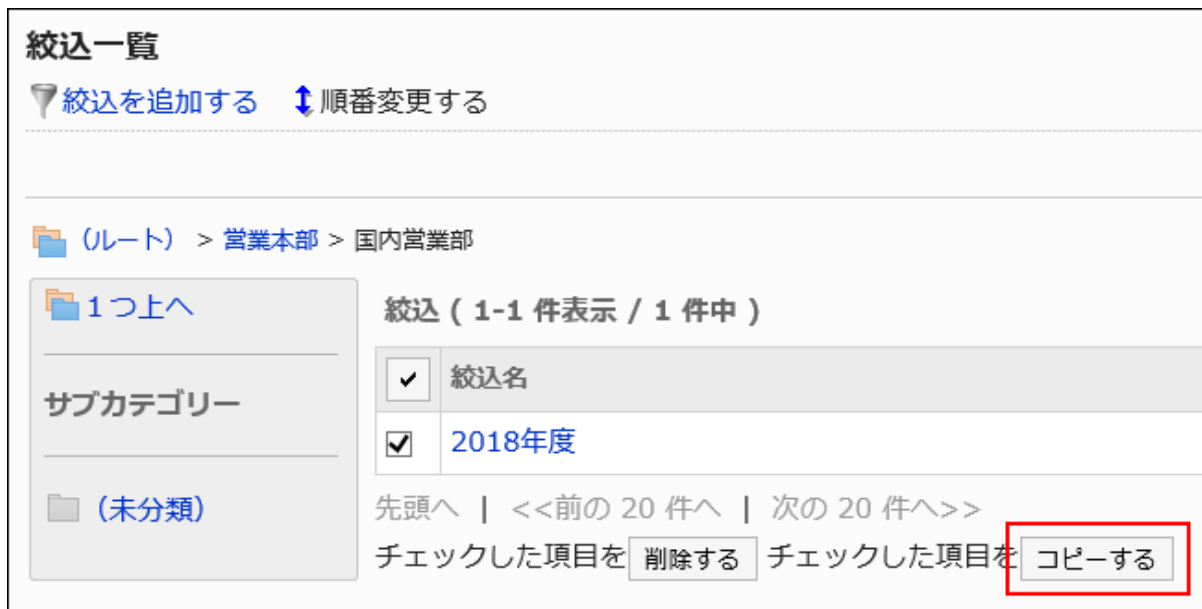 絞込一覧
絞込を追加する 順番変更する
(ルート) > 営業本部 > 国内営業部
1つ上へ
サブカテゴリー
(未分類)
絞込 ( 1-1 件表示 / 1 件中 )
絞込名
2018年度
先頭へ | <<前の 20 件へ | 次の 20 件へ>>
チェックした項目を 削除する チェックした項目を コピーする